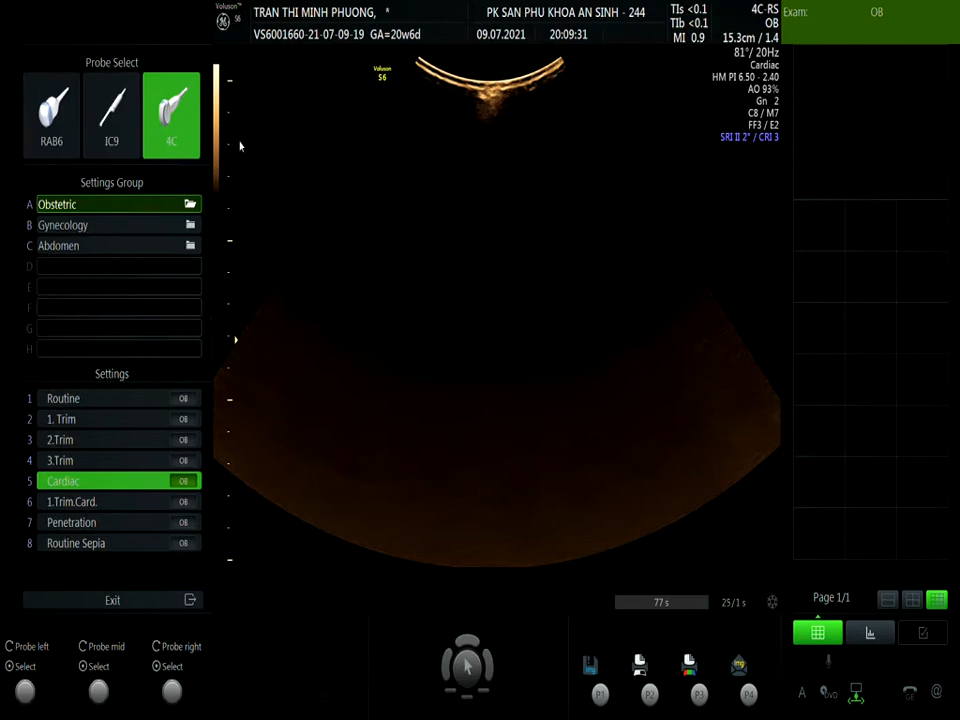 Voluson™
S6
TRAN THI MINH PHUONG, *
PK SAN PHU KHOA AN SINH - 244
VS6001660-21-07-09-19 GA=20w6d
09.07.2021 20:09:31
TIs <0.1
TIb <0.1
MI 0.9
4C-RS
OB
15.3cm / 1.4
81°/ 20Hz
Cardiac
HM PI 6.50 - 2.40
AO 93%
Gn 2
C8 / M7
FF3 / E2
SRI II 2* / CRI 3
Exam: OB
Voluson
S6
Probe Select
RAB6
IC9
4C
Settings Group
A Obstetric
B Gynecology
C Abdomen
D
E
F
G
H
Settings
1 Routine OB
2 1. Trim OB
3 2.Trim OB
4 3.Trim OB
5 Cardiac OB
6 1.Trim.Card. OB
7 Penetration OB
8 Routine Sepia OB
Exit
77 s
25/1 s
Page 1/1
Probe left
Select
Probe mid
Select
Probe right
Select
Img
P1
P2
P3
P4
A
DVD
GE
@